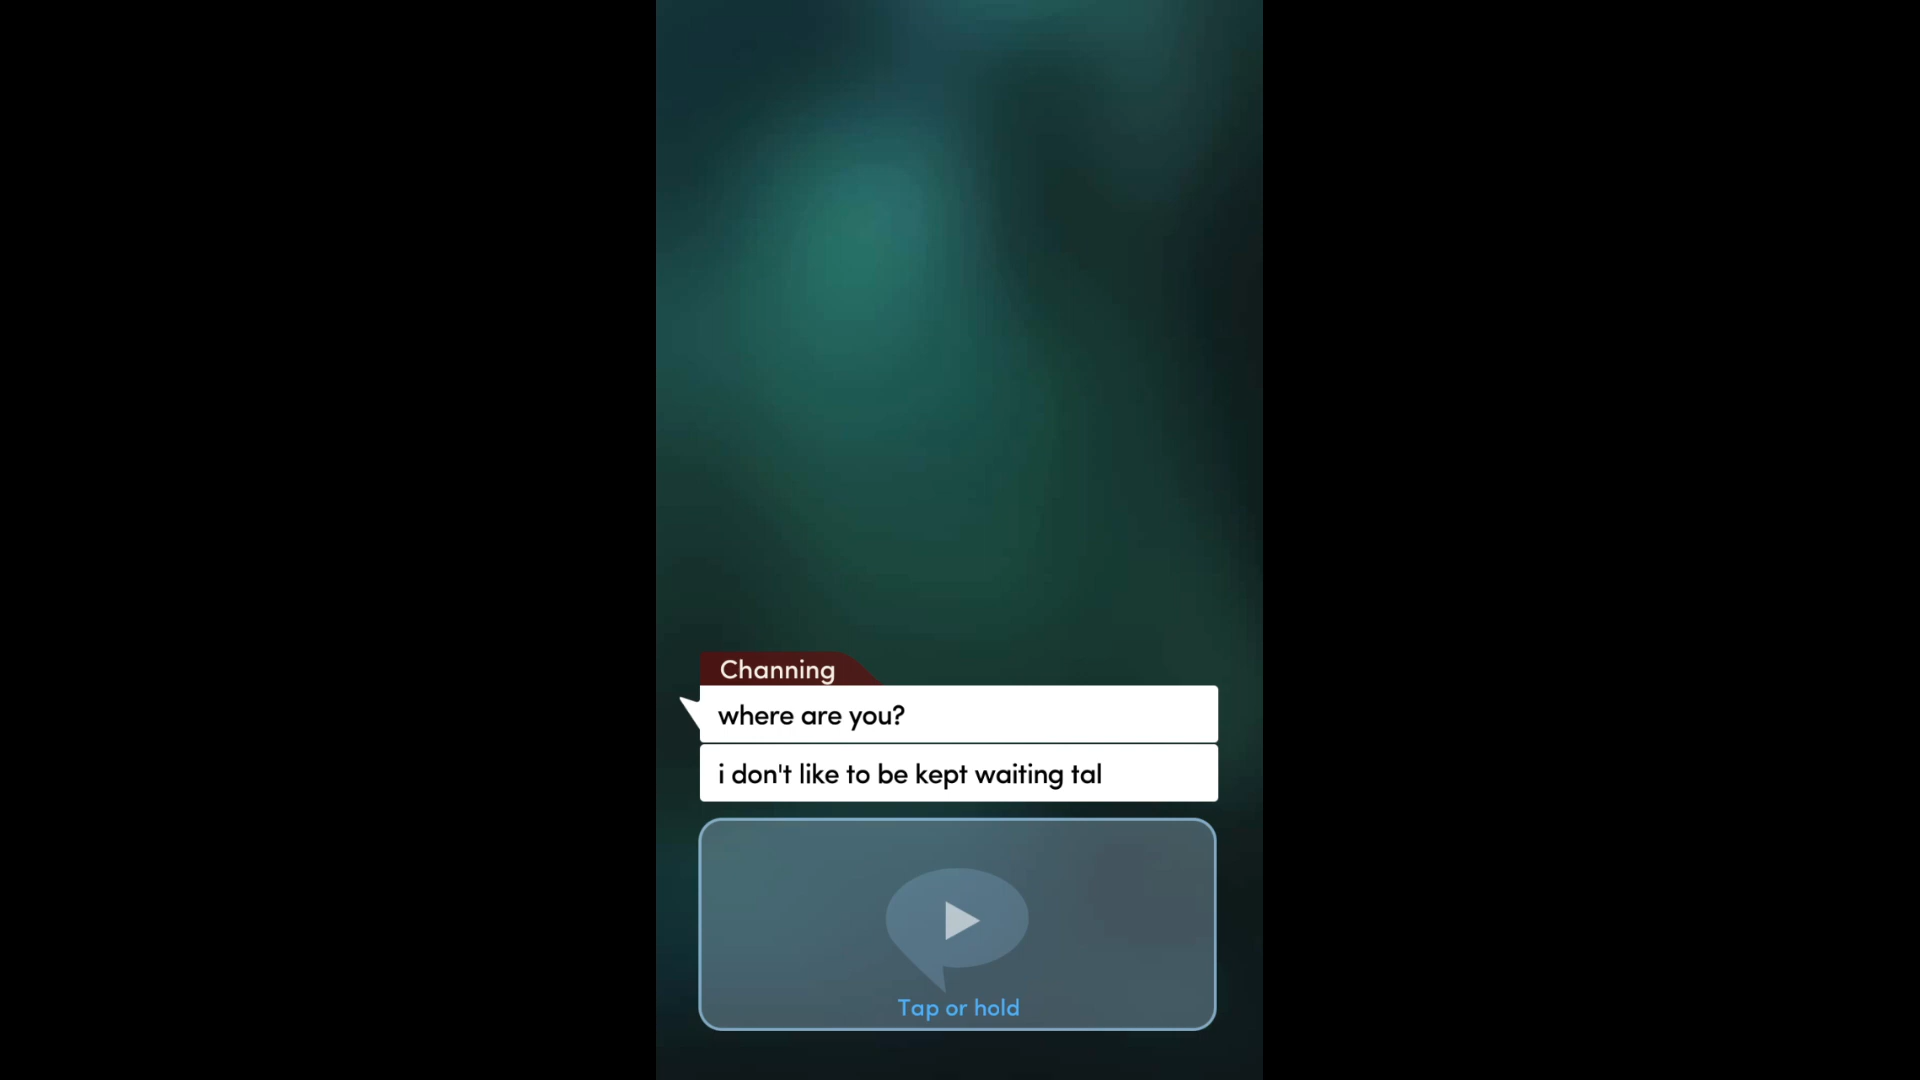 Channing
where are you?
i don't like to be kept waiting tal
Tap or hold